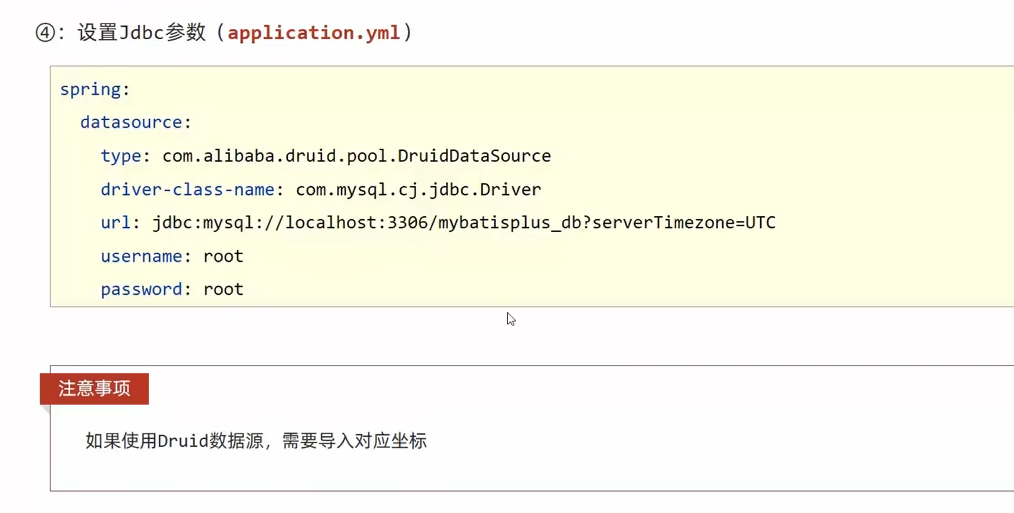 ④：设置Jdbc参数（application.yml）
spring:
  datasource:
    type: com.alibaba.druid.pool.DruidDataSource
    driver-class-name: com.mysql.cj.jdbc.Driver
    url: jdbc:mysql://localhost:3306/mybatisplus_db?serverTimezone=UTC
    username: root
    password: root
注意事项
如果使用Druid数据源，需要导入对应坐标